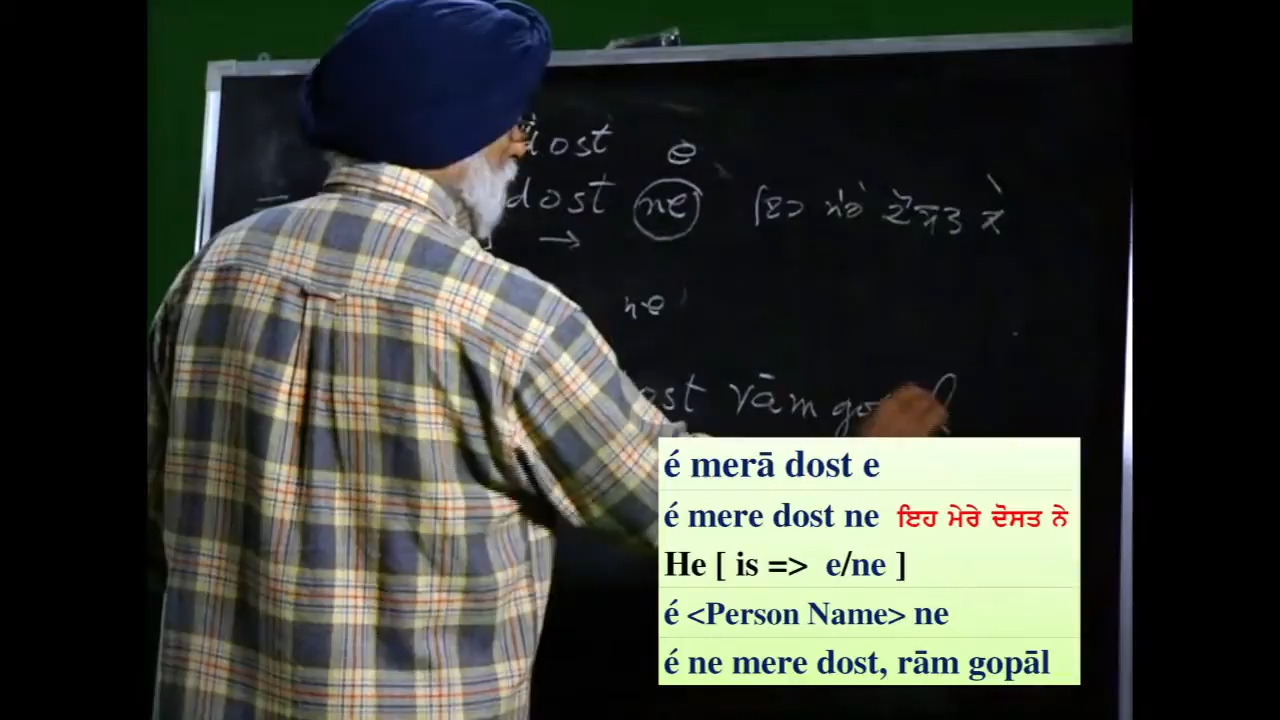 dost e
dost ne ਇਹ ਮੇਰੇ ਦੋਸਤ ਨੇ
→
ne
ost rām go
é merā dost e
é mere dost ne ਇਹ ਮੇਰੇ ਦੋਸਤ ਨੇ
He [ is => e/ne ]
é <Person Name> ne
é ne mere dost, rām gopāl